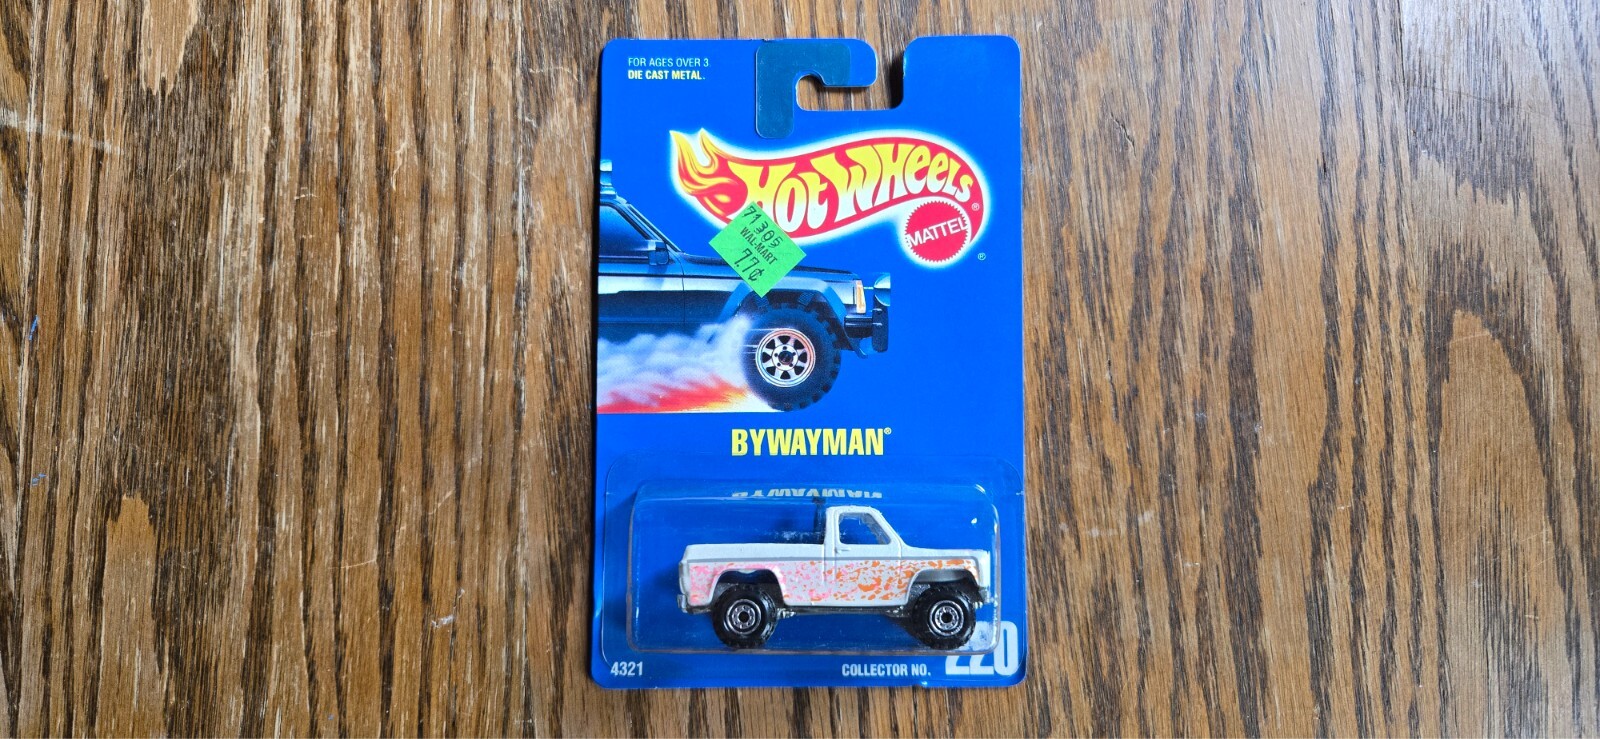 FOR AGES OVER 3.
DIE CAST METAL.
HOT WHEELS®
MATTEL
®
71305
WAL-MART
77¢
BYWAYMAN®
4321
COLLECTOR NO. 220